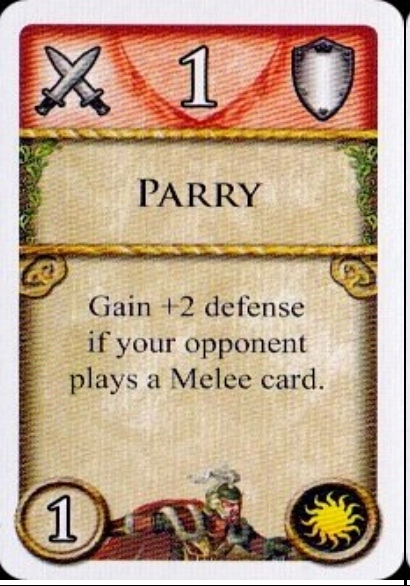 1
PARRY
Gain +2 defense
if your opponent
plays a Melee card.
1